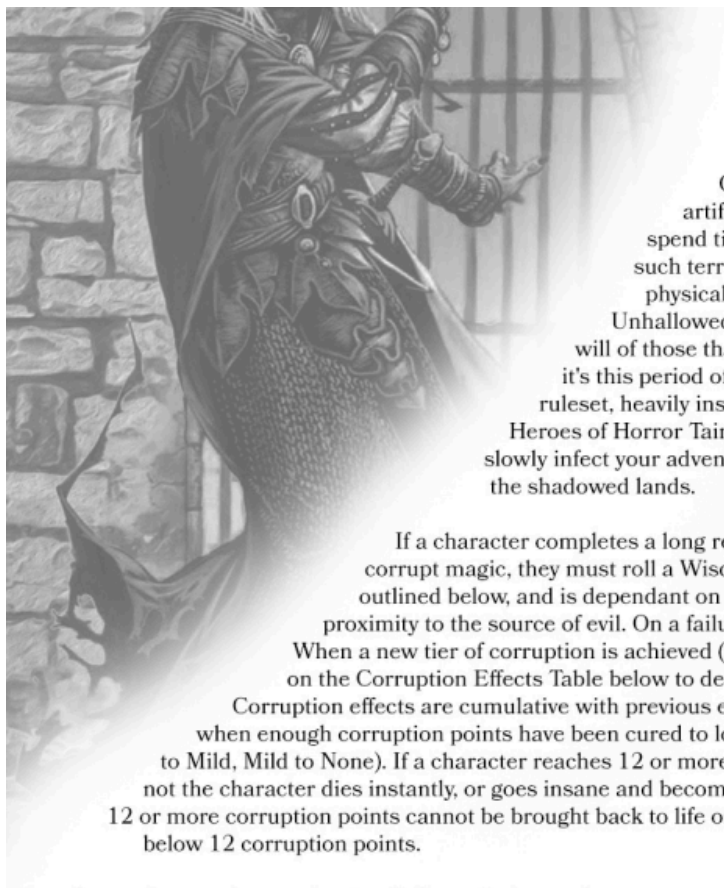 artif
spend ti
such terr
physical
Unhallowed
will of those tha
it's this period of
ruleset, heavily ins
Heroes of Horror Tain
slowly infect your adven
the shadowed lands.
If a character completes a long re
corrupt magic, they must roll a Wisc
outlined below, and is dependant on
proximity to the source of evil. On a failu
When a new tier of corruption is achieved (
on the Corruption Effects Table below to de
Corruption effects are cumulative with previous e
when enough corruption points have been cured to lo
to Mild, Mild to None). If a character reaches 12 or more
not the character dies instantly, or goes insane and becom
12 or more corruption points cannot be brought back to life o
below 12 corruption points.